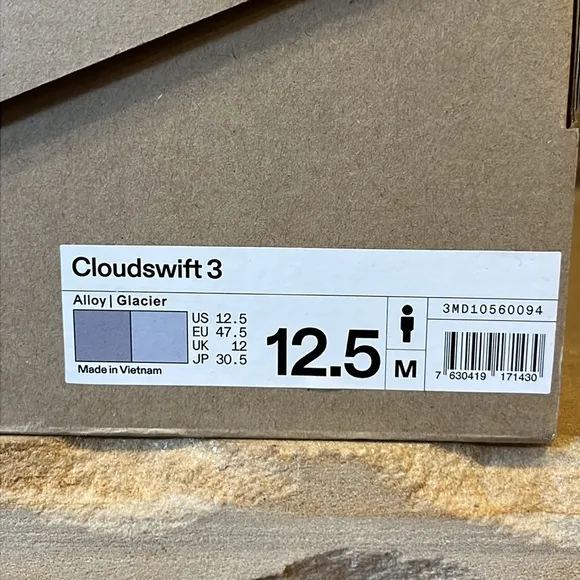 Cloudswift 3
Alloy | Glacier
US 12.5
EU 47.5
UK 12
JP 30.5
Made in Vietnam
12.5
M
3MD10560094
7 630419 171430